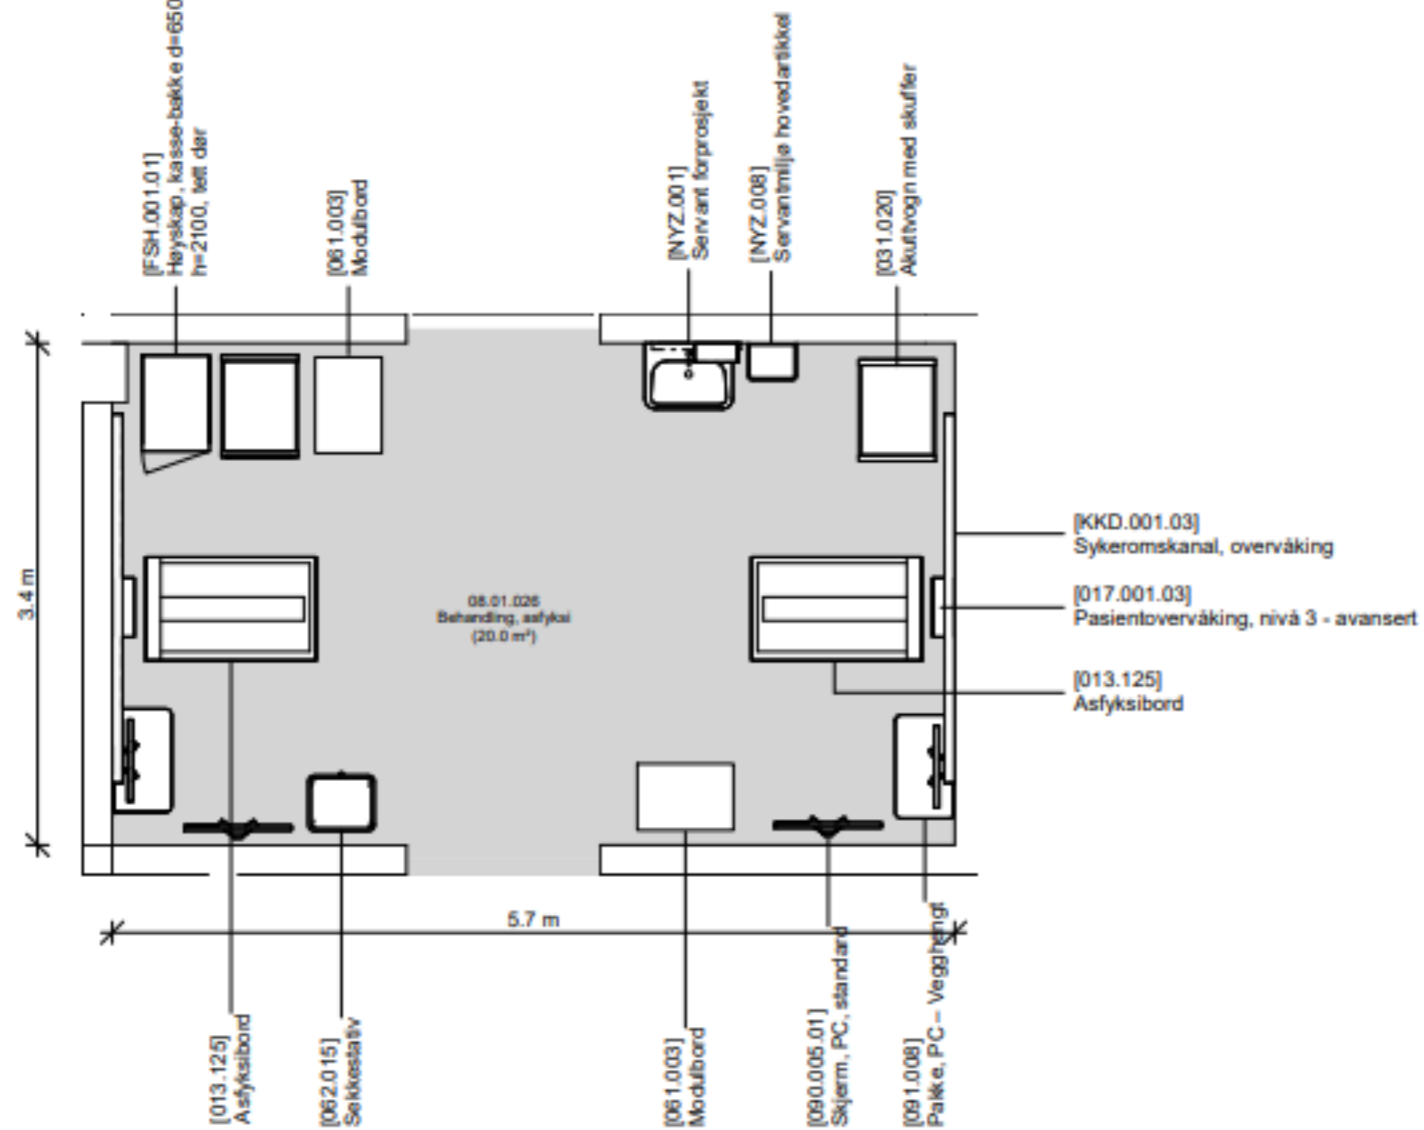 [FSH.001.01]
Høyskap, kasse-bakke d=650
h=2100, tett dør
[061.003]
Modulbord
[NYZ.001]
Servant forprosjekt
[NYZ.008]
Servantmiljø hovedartikkel
[031.020]
Akuttvogn med skuffer
3.4 m
08.01.026
Behandling, asfyksi
(20.0 m²)
[KKD.001.03]
Sykeromskanal, overvåking
[017.001.03]
Pasientovervåking, nivå 3 - avansert
[013.125]
Asfyksibord
5.7 m
[013.125]
Asfyksibord
[062.015]
Sekkestativ
[061.003]
Modulbord
[090.005.01]
Skjerm, PC, standard
[091.008]
Pakke, PC – Vegghengt